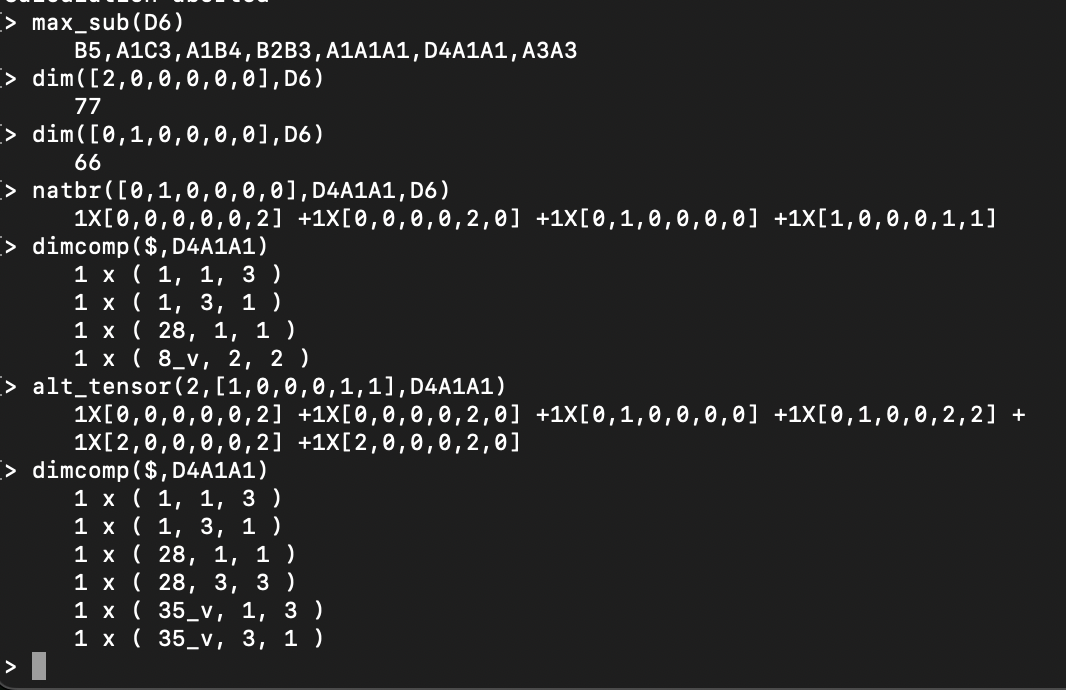 > max_sub(D6)
B5,A1C3,A1B4,B2B3,A1A1A1,D4A1A1,A3A3
> dim([2,0,0,0,0,0],D6)
77
> dim([0,1,0,0,0,0],D6)
66
> natbr([0,1,0,0,0,0],D4A1A1,D6)
1X[0,0,0,0,0,2] +1X[0,0,0,0,2,0] +1X[0,1,0,0,0,0] +1X[1,0,0,0,1,1]
> dimcomp($,D4A1A1)
1 x ( 1, 1, 3 )
1 x ( 1, 3, 1 )
1 x ( 28, 1, 1 )
1 x ( 8_v, 2, 2 )
> alt_tensor(2,[1,0,0,0,1,1],D4A1A1)
1X[0,0,0,0,0,2] +1X[0,0,0,0,2,0] +1X[0,1,0,0,0,0] +1X[0,1,0,0,2,2] +
1X[2,0,0,0,0,2] +1X[2,0,0,0,2,0]
> dimcomp($,D4A1A1)
1 x ( 1, 1, 3 )
1 x ( 1, 3, 1 )
1 x ( 28, 1, 1 )
1 x ( 28, 3, 3 )
1 x ( 35_v, 1, 3 )
1 x ( 35_v, 3, 1 )
>